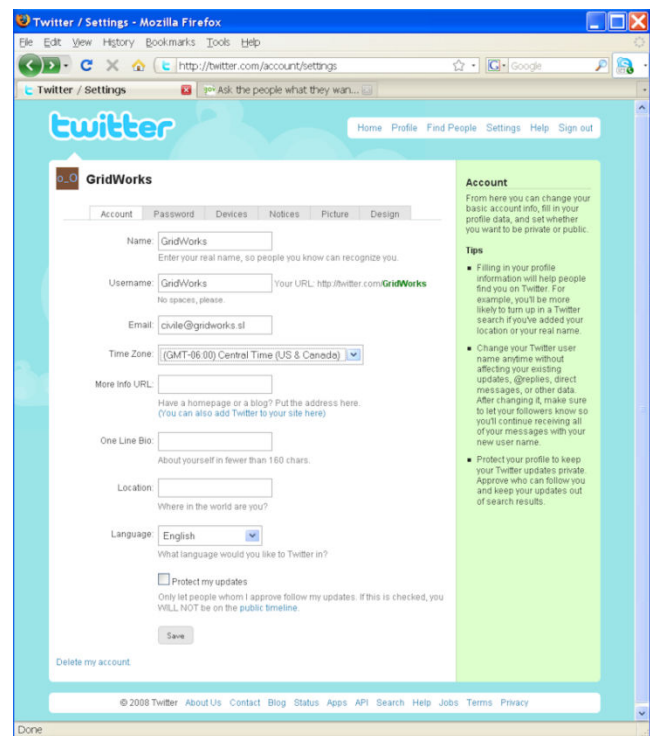 Twitter / Settings - Mozilla Firefox
File Edit View History Bookmarks Tools Help
http://twitter.com/account/settings
Google
Twitter / Settings
Ask the people what they wan...
twitter
Home Profile Find People Settings Help Sign out
o_O GridWorks
Account Password Devices Notices Picture Design
Name: GridWorks
Enter your real name, so people you know can recognize you.
Username: GridWorks Your URL: http://twitter.com/GridWorks
No spaces, please.
Email: civile@gridworks.sl
Time Zone: (GMT-06:00) Central Time (US & Canada)
More Info URL:
Have a homepage or a blog? Put the address here.
(You can also add Twitter to your site here)
One Line Bio:
About yourself in fewer than 160 chars.
Location:
Where in the world are you?
Language: English
What language would you like to Twitter in?
Protect my updates
Only let people whom I approve follow my updates. If this is checked, you
WILL NOT be on the public timeline.
Save
Delete my account
Account
From here you can change your
basic account info, fill in your
profile data, and set whether
you want to be private or public.
Tips
Filling in your profile
information will help people
find you on Twitter. For
example, you'll be more
likely to turn up in a Twitter
search if you've added your
location or your real name.
Change your Twitter user
name anytime without
affecting your existing
updates, @replies, direct
messages, or other data.
After changing it, make sure
to let your followers know so
you'll continue receiving all
of your messages with your
new user name.
Protect your profile to keep
your Twitter updates private.
Approve who can follow you
and keep your updates out
of search results.
© 2008 Twitter About Us Contact Blog Status Apps API Search Help Jobs Terms Privacy
Done